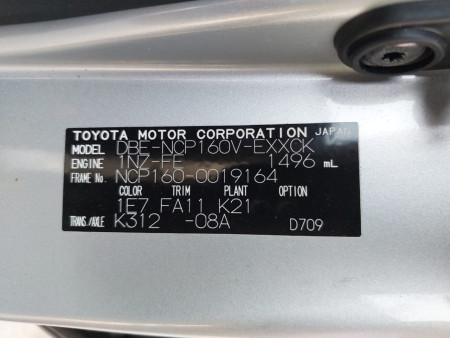 TOYOTA MOTOR CORPORATION JAPAN
MODEL DBE-NCP160V-EXXCK
ENGINE 1NZ-FE 1496 mL
FRAME No. NCP160-0019164
COLOR TRIM PLANT OPTION
1E7 FA11 K21
TRANS./AXLE K312 -08A D709